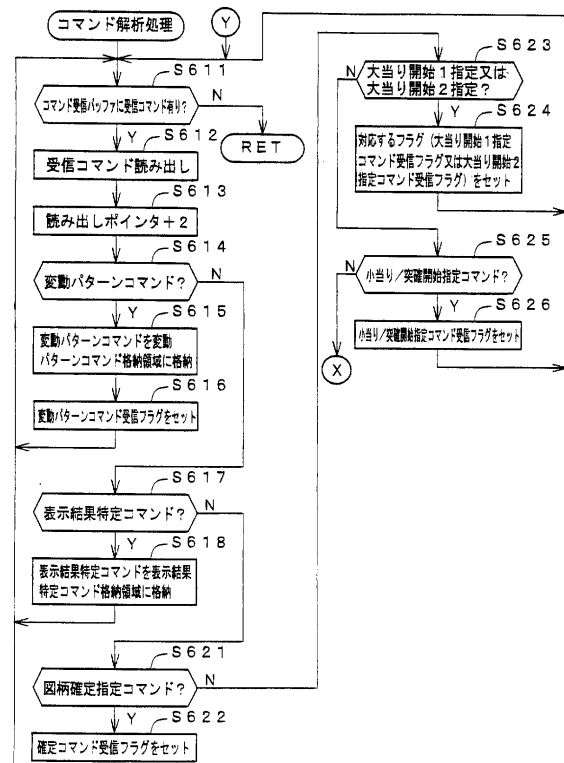 コマンド解析処理
Y
S611
コマンド受信バッファに受信コマンド有り?
N
Y
RET
S612
受信コマンド読み出し
S613
読み出しポインタ+2
S614
変動パターンコマンド?
N
Y
S615
変動パターンコマンドを変動
パターンコマンド格納領域に格納
S616
変動パターンコマンド受信フラグをセット
S617
表示結果特定コマンド?
N
Y
S618
表示結果特定コマンドを表示結果
特定コマンド格納領域に格納
S621
図柄確定指定コマンド?
N
Y
S622
確定コマンド受信フラグをセット
S623
大当り開始1指定又は
大当り開始2指定?
N
Y
S624
対応するフラグ(大当り開始1指定
コマンド受信フラグ又は大当り開始2
指定コマンド受信フラグ)をセット
S625
小当り/突確開始指定コマンド?
N
Y
S626
小当り/突確開始指定コマンド受信フラグをセット
X